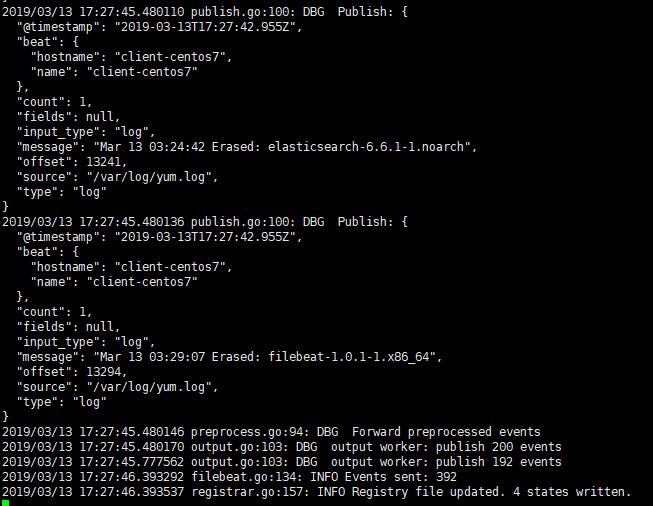 }
2019/03/13 17:27:45.480110 publish.go:100: DBG  Publish: {
  "@timestamp": "2019-03-13T17:27:42.955Z",
  "beat": {
    "hostname": "client-centos7",
    "name": "client-centos7"
  },
  "count": 1,
  "fields": null,
  "input_type": "log",
  "message": "Mar 13 03:24:42 Erased: elasticsearch-6.6.1-1.noarch",
  "offset": 13241,
  "source": "/var/log/yum.log",
  "type": "log"
}
2019/03/13 17:27:45.480136 publish.go:100: DBG  Publish: {
  "@timestamp": "2019-03-13T17:27:42.955Z",
  "beat": {
    "hostname": "client-centos7",
    "name": "client-centos7"
  },
  "count": 1,
  "fields": null,
  "input_type": "log",
  "message": "Mar 13 03:29:07 Erased: filebeat-1.0.1-1.x86_64",
  "offset": 13294,
  "source": "/var/log/yum.log",
  "type": "log"
}
2019/03/13 17:27:45.480146 preprocess.go:94: DBG  Forward preprocessed events
2019/03/13 17:27:45.480170 output.go:103: DBG  output worker: publish 200 events
2019/03/13 17:27:45.777562 output.go:103: DBG  output worker: publish 192 events
2019/03/13 17:27:46.393292 filebeat.go:134: INFO Events sent: 392
2019/03/13 17:27:46.393537 registrar.go:157: INFO Registry file updated. 4 states written.